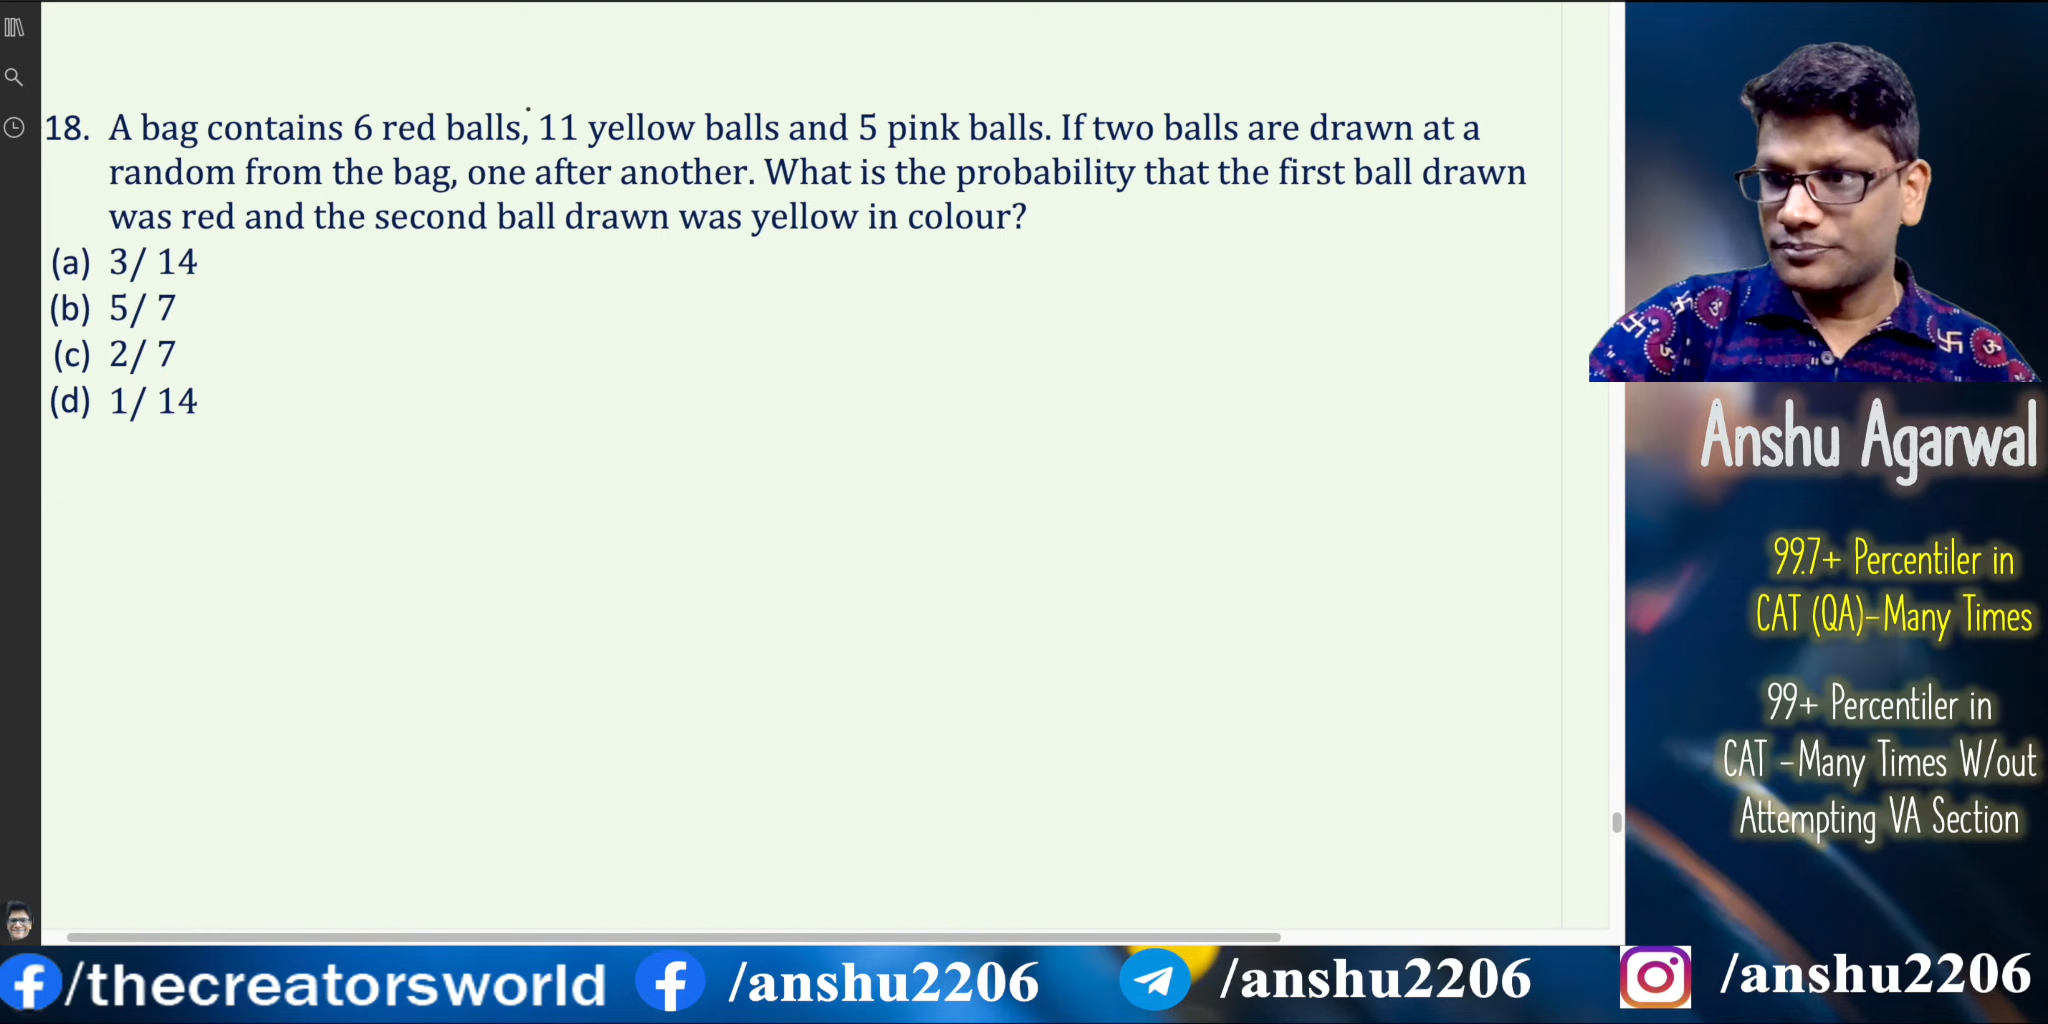 18. A bag contains 6 red balls, 11 yellow balls and 5 pink balls. If two balls are drawn at a
random from the bag, one after another. What is the probability that the first ball drawn
was red and the second ball drawn was yellow in colour?
(a) 3/ 14
(b) 5/ 7
(c) 2/ 7
(d) 1/ 14
Anshu Agarwal
99.7+ Percentiler in
CAT (QA)-Many Times
99+ Percentiler in
CAT -Many Times W/out
Attempting VA Section
/thecreatorsworld
/anshu2206
/anshu2206
/anshu2206